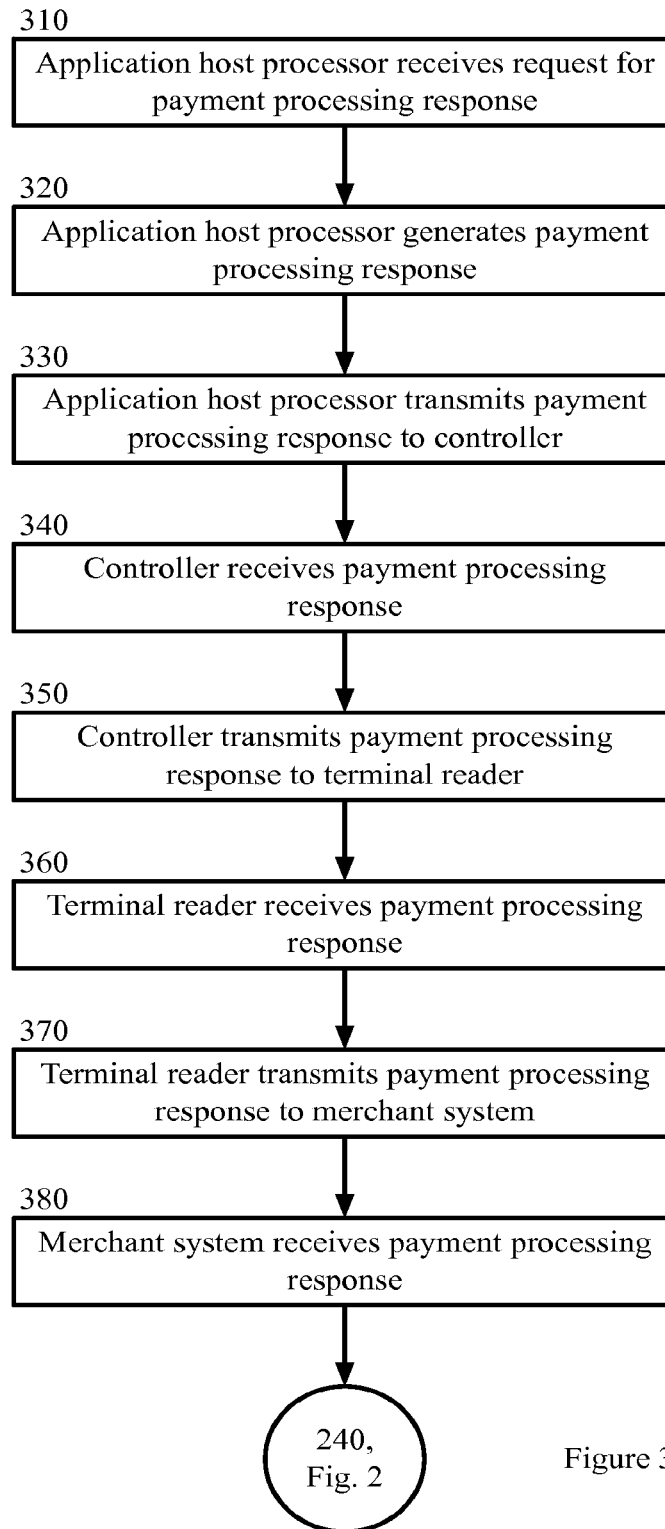 310
Application host processor receives request for
payment processing response
320
Application host processor generates payment
processing response
330
Application host processor transmits payment
processing response to controller
340
Controller receives payment processing
response
350
Controller transmits payment processing
response to terminal reader
360
Terminal reader receives payment processing
response
370
Terminal reader transmits payment processing
response to merchant system
380
Merchant system receives payment processing
response
240,
Fig. 2
Figure 3